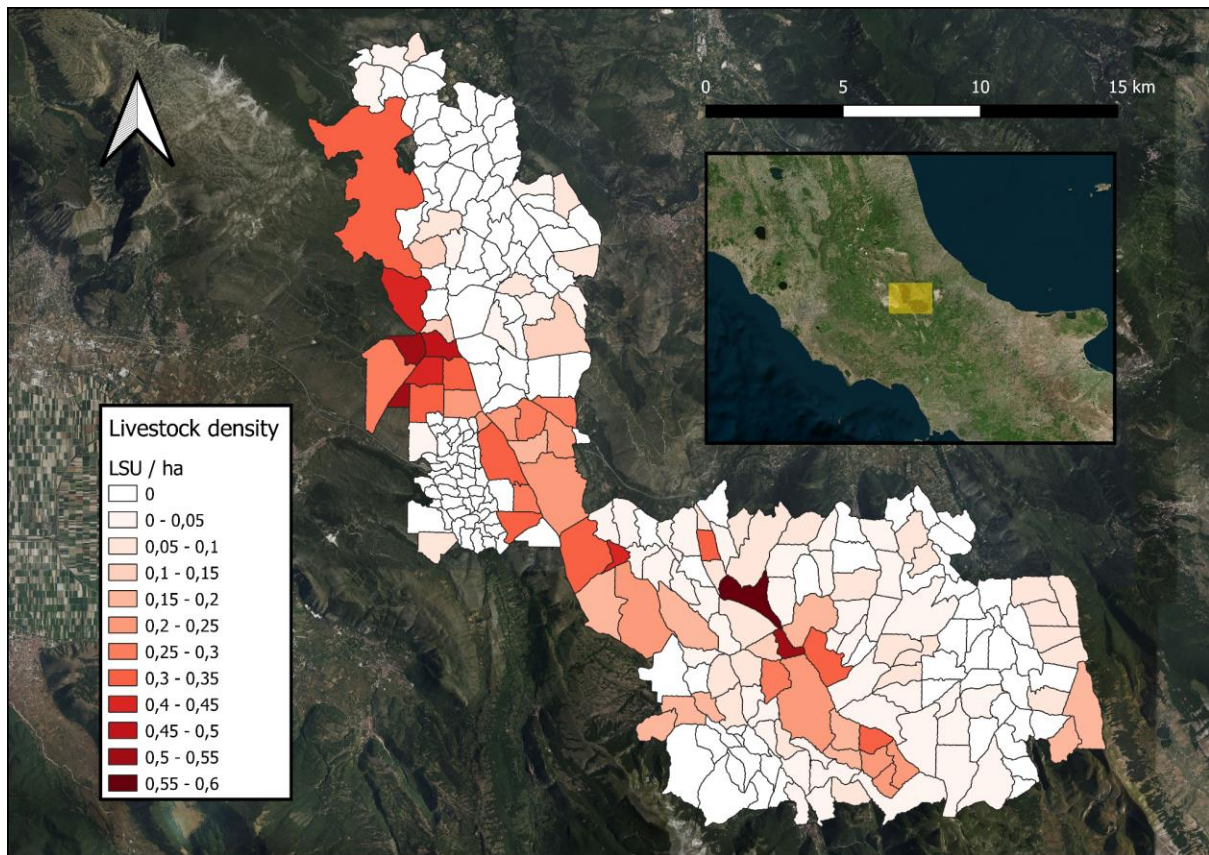 0 5 10 15 km
Livestock density
LSU / ha
0
0 - 0,05
0,05 - 0,1
0,1 - 0,15
0,15 - 0,2
0,2 - 0,25
0,25 - 0,3
0,3 - 0,35
0,4 - 0,45
0,45 - 0,5
0,5 - 0,55
0,55 - 0,6